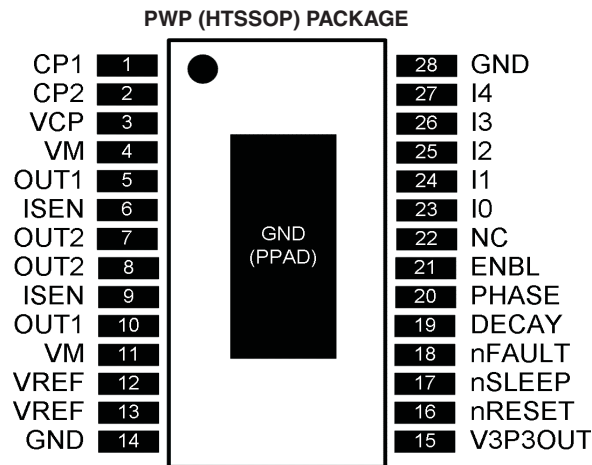 PWP (HTSSOP) PACKAGE
CP1 1 28 GND
CP2 2 27 I4
VCP 3 26 I3
VM 4 25 I2
OUT1 5 24 I1
ISEN 6 23 I0
OUT2 7 22 NC
OUT2 8 21 ENBL
ISEN 9 20 PHASE
OUT1 10 19 DECAY
VM 11 18 nFAULT
VREF 12 17 nSLEEP
VREF 13 16 nRESET
GND 14 15 V3P3OUT
GND
(PPAD)